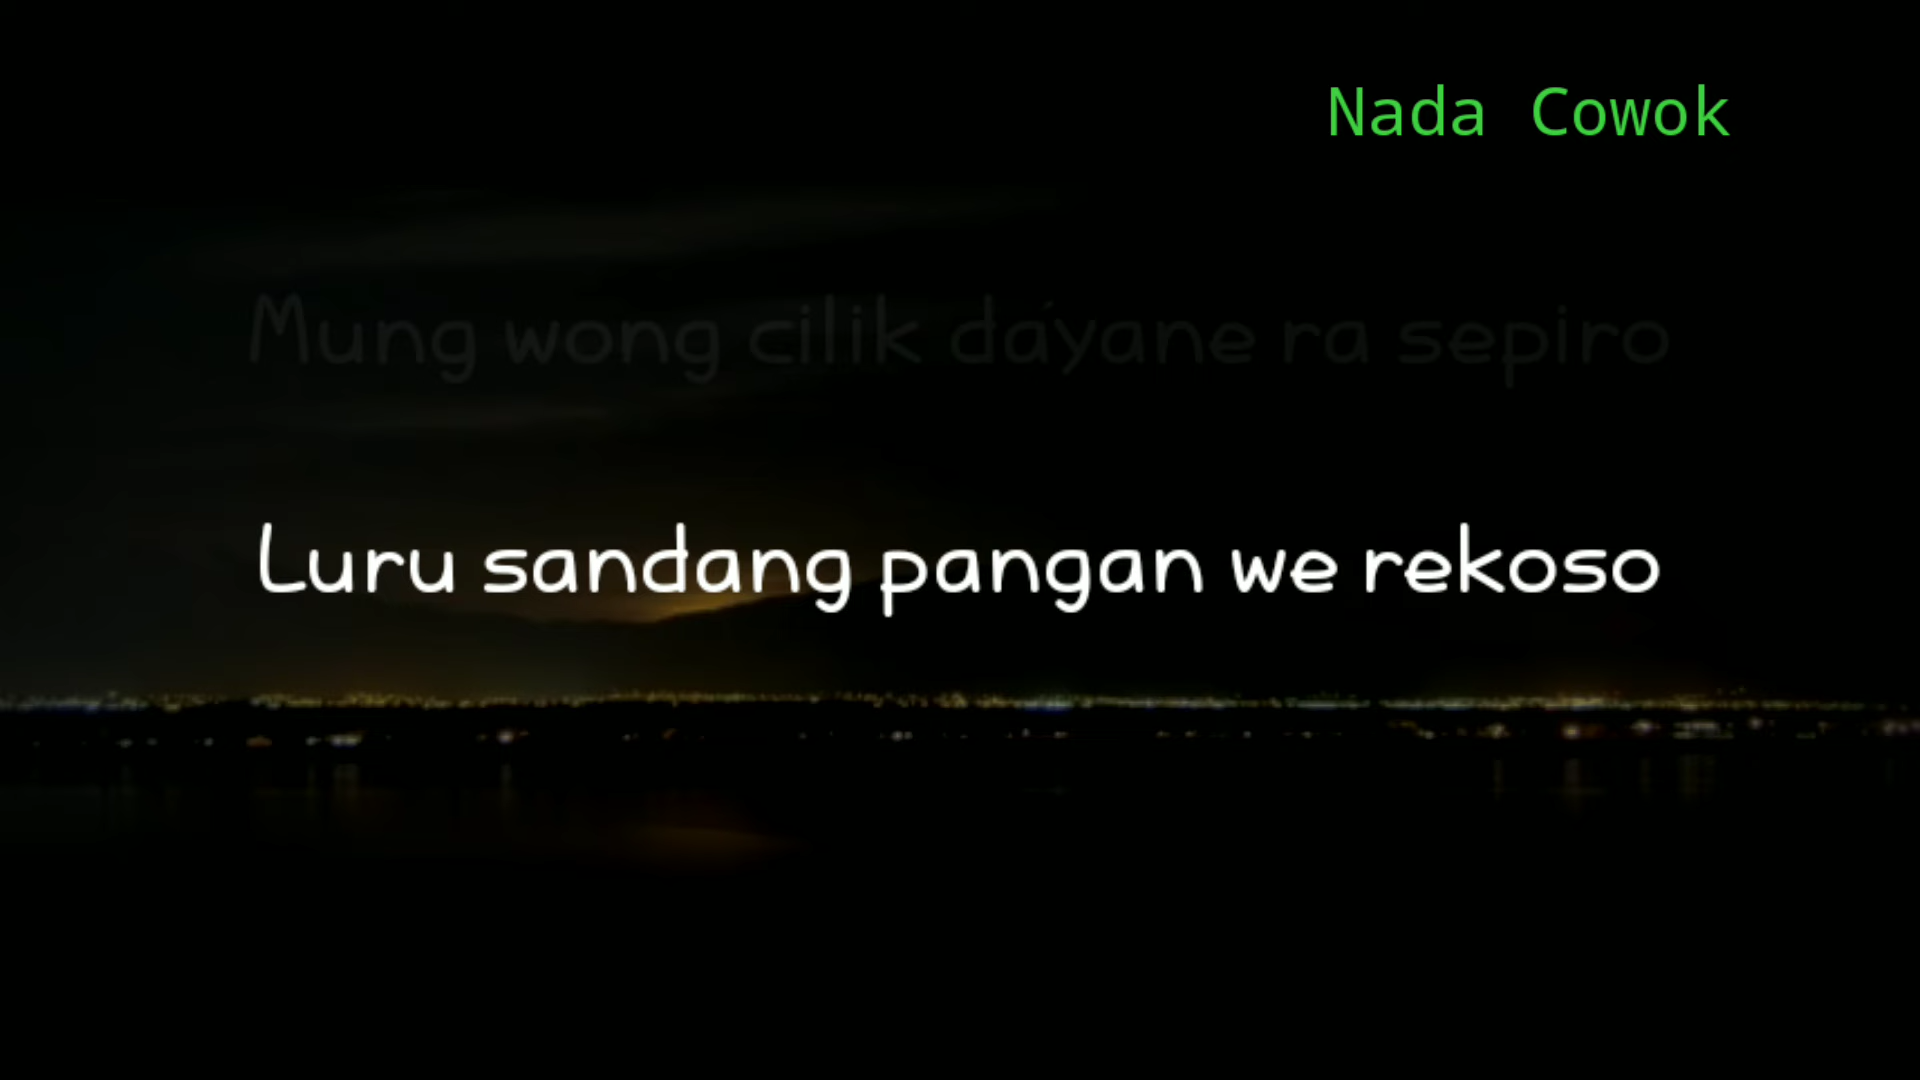 Nada Cowok
Mung wong cilik dayane ra sepiro
Luru sandang pangan we rekoso